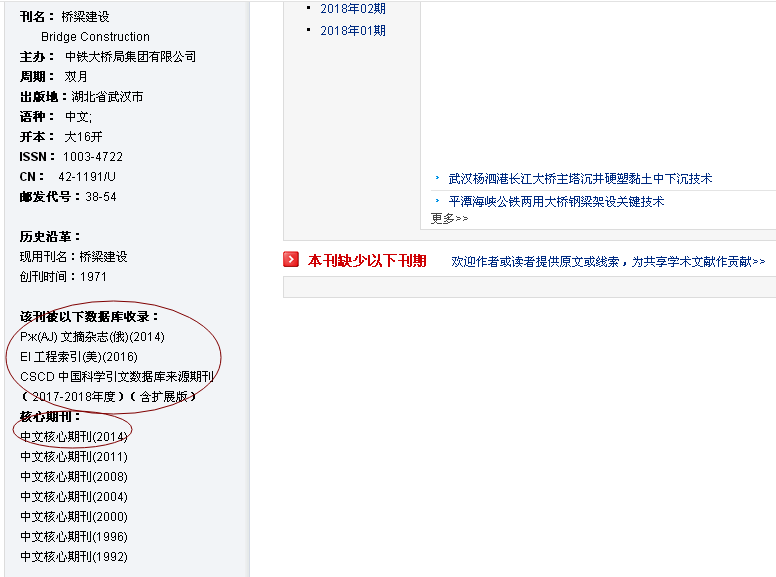 刊名： 桥梁建设
Bridge Construction
主办： 中铁大桥局集团有限公司
周期： 双月
出版地：湖北省武汉市
语种： 中文;
开本： 大16开
ISSN： 1003-4722
CN： 42-1191/U
邮发代号：38-54
历史沿革：
现用刊名：桥梁建设
创刊时间：1971
该刊被以下数据库收录：
Pж(AJ) 文摘杂志(俄)(2014)
EI 工程索引(美)(2016)
CSCD 中国科学引文数据库来源期刊
（2017-2018年度）（含扩展版）
核心期刊：
中文核心期刊(2014)
中文核心期刊(2011)
中文核心期刊(2008)
中文核心期刊(2004)
中文核心期刊(2000)
中文核心期刊(1996)
中文核心期刊(1992)
2018年02期
2018年01期
武汉杨泗港长江大桥主塔沉井硬塑黏土中下沉技术
平潭海峡公铁两用大桥钢梁架设关键技术
更多>>
本刊缺少以下刊期 欢迎作者或读者提供原文或线索，为共享学术文献作贡献>>